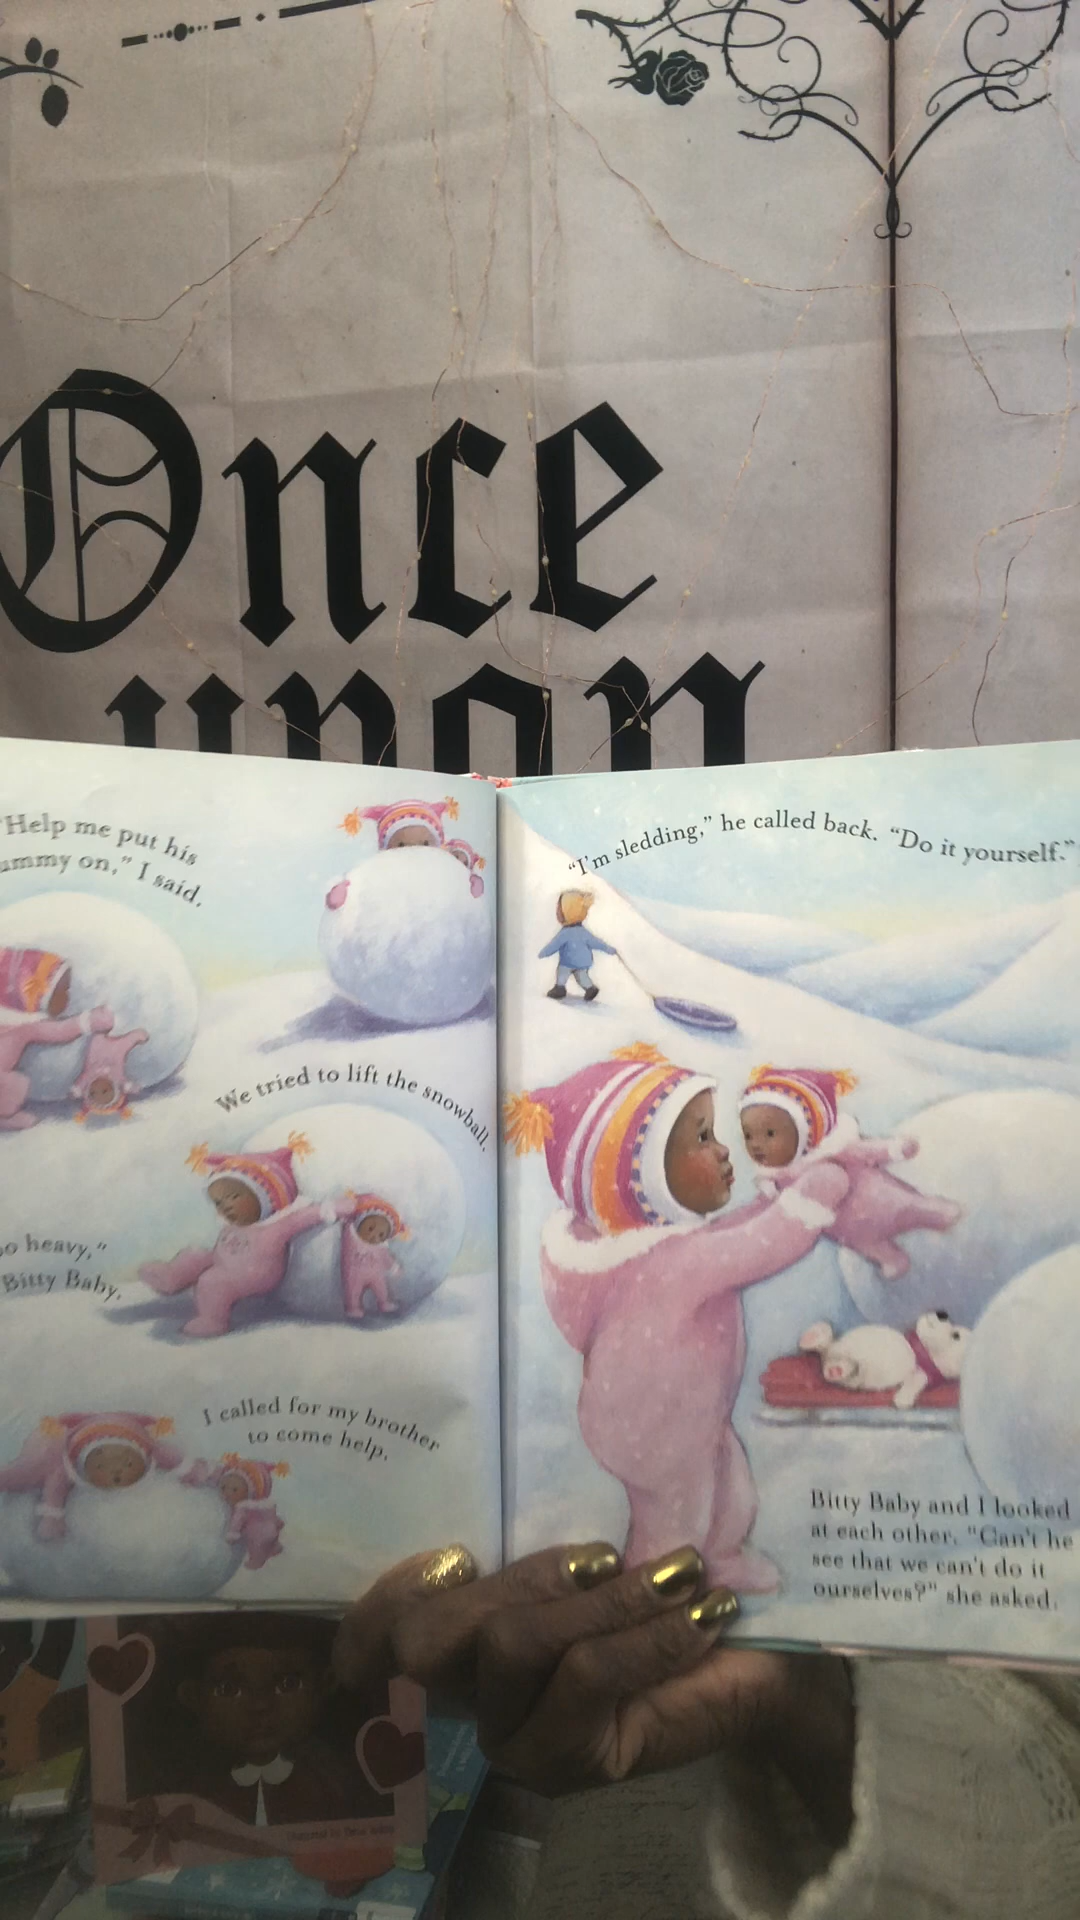 Once
upon
"Help me put his
ummy on," I said.
We tried to lift the snowball.
o heavy,"
Bitty Baby.
I called for my brother
to come help.
"I'm sledding," he called back. "Do it yourself."
Bitty Baby and I looked
at each other. "Can't he
see that we can't do it
ourselves?" she asked.